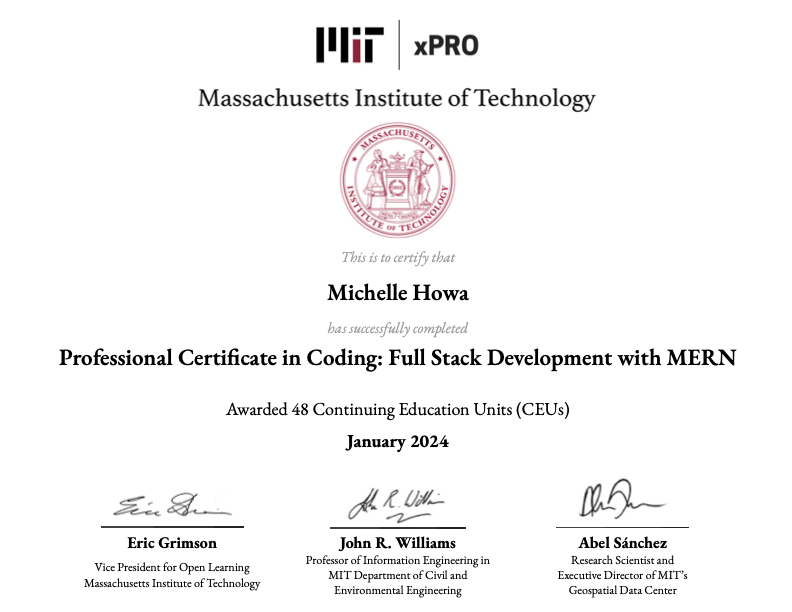 MIT xPRO
Massachusetts Institute of Technology
MASSACHUSETTS
INSTITUTE OF TECHNOLOGY
This is to certify that
Michelle Howa
has successfully completed
Professional Certificate in Coding: Full Stack Development with MERN
Awarded 48 Continuing Education Units (CEUs)
January 2024
Eric Grimson
Vice President for Open Learning
Massachusetts Institute of Technology
John R. Williams
Professor of Information Engineering in
MIT Department of Civil and
Environmental Engineering
Abel Sánchez
Research Scientist and
Executive Director of MIT's
Geospatial Data Center